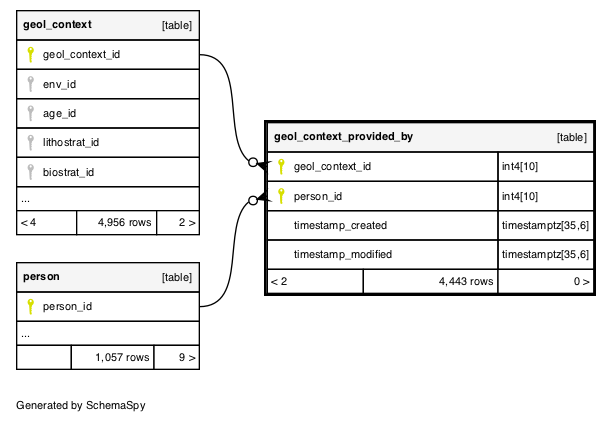 geol_context [table]
geol_context_id
env_id
age_id
lithostrat_id
biostrat_id
...
< 4 4,956 rows 2 >
geol_context_provided_by [table]
geol_context_id int4[10]
person_id int4[10]
timestamp_created timestamptz[35,6]
timestamp_modified timestamptz[35,6]
< 2 4,443 rows 0 >
person [table]
person_id
...
1,057 rows 9 >
Generated by SchemaSpy